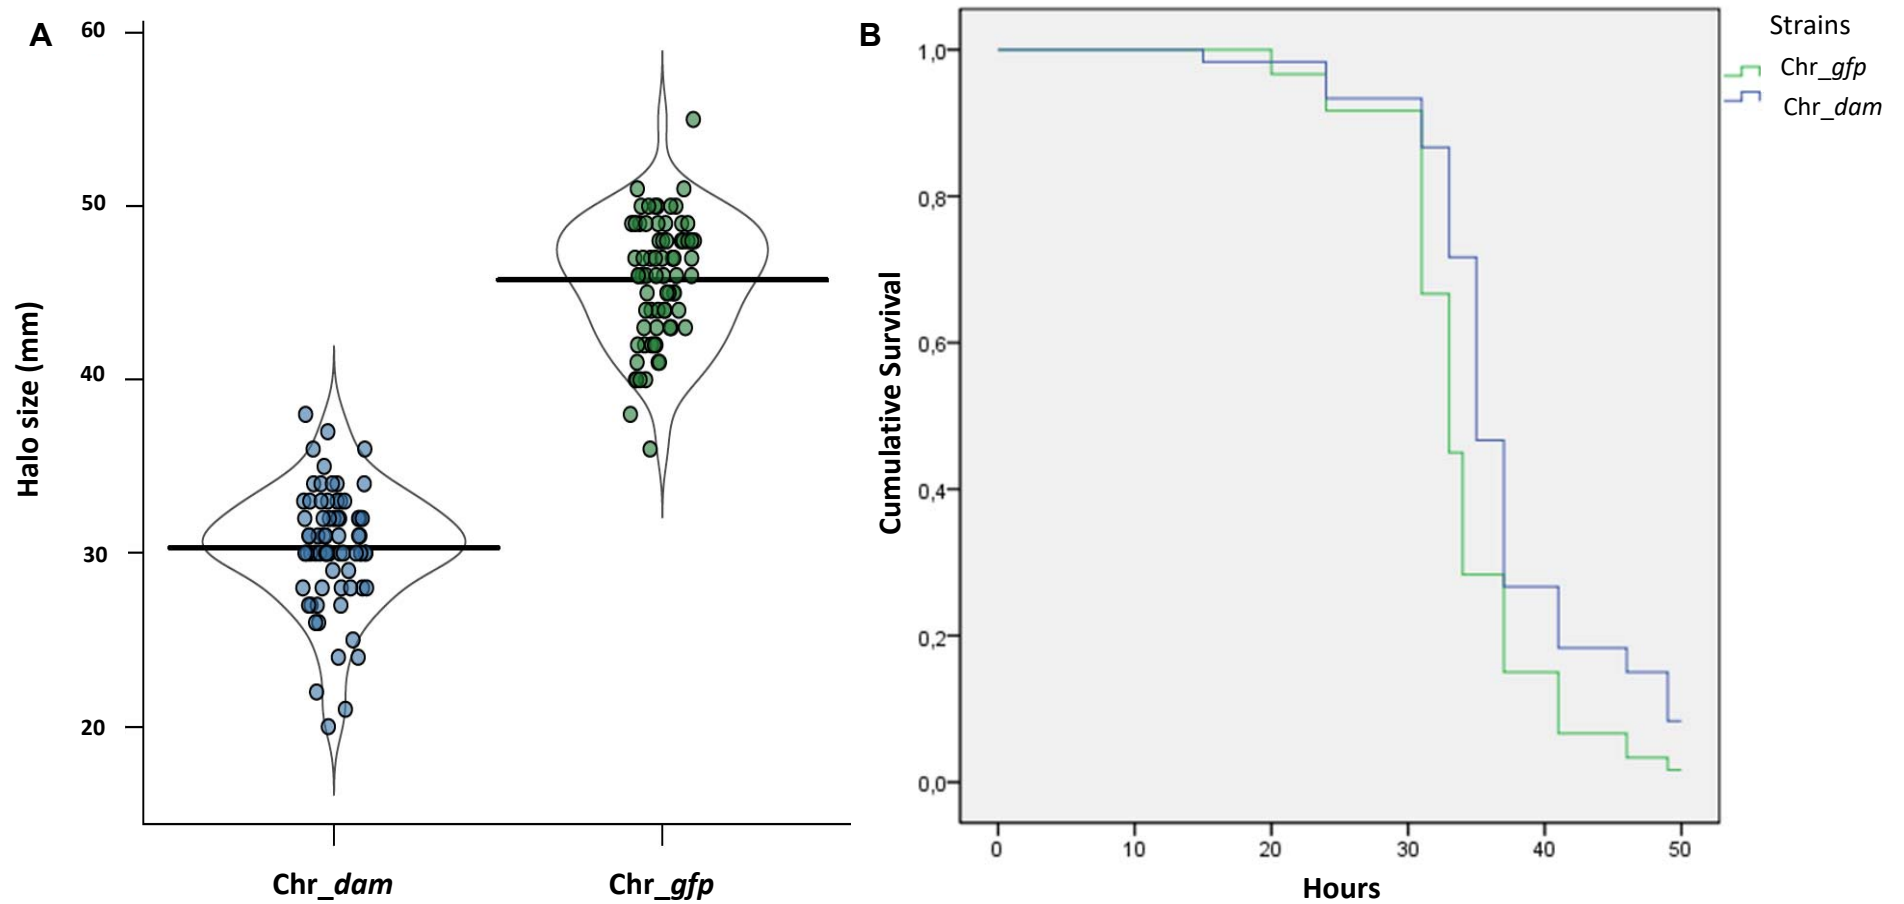 A
60
50
40
30
20
Halo size (mm)
Chr_dam
Chr_gfp
B
1,0
0,8
0,6
0,4
0,2
0,0
Cumulative Survival
0
10
20
30
40
50
Hours
Strains
Chr_gfp
Chr_dam